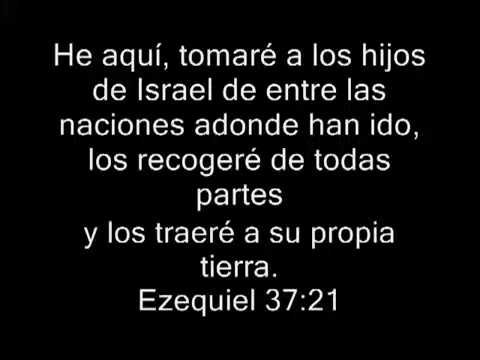 He aquí, tomaré a los hijos
de Israel de entre las
naciones adonde han ido,
los recogeré de todas
partes
y los traeré a su propia
tierra.
Ezequiel 37:21